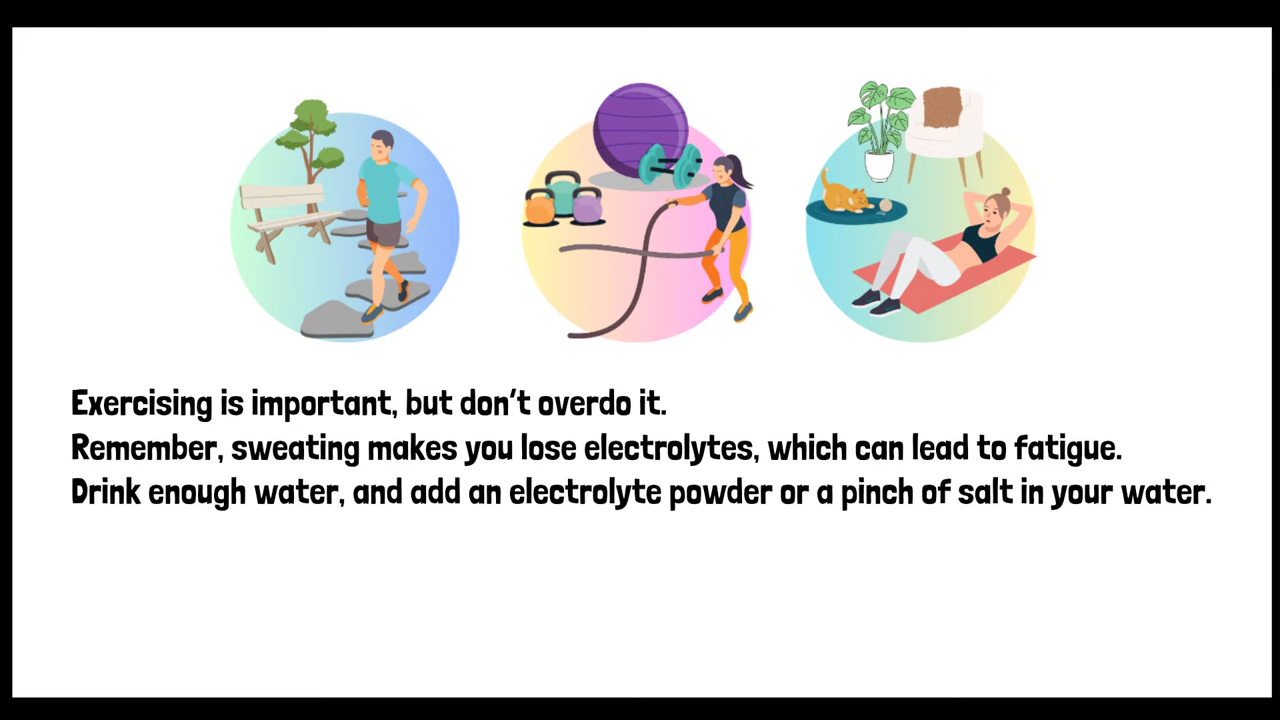 Exercising is important, but don't overdo it.
Remember, sweating makes you lose electrolytes, which can lead to fatigue.
Drink enough water, and add an electrolyte powder or a pinch of salt in your water.